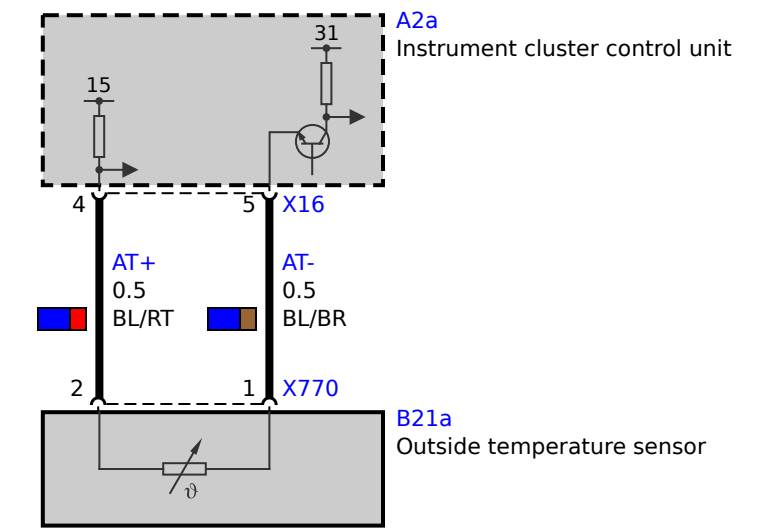 A2a
Instrument cluster control unit
31
15
4
5
X16
AT+
0.5
BL/RT
AT-
0.5
BL/BR
2
1
X770
B21a
Outside temperature sensor
ϑ